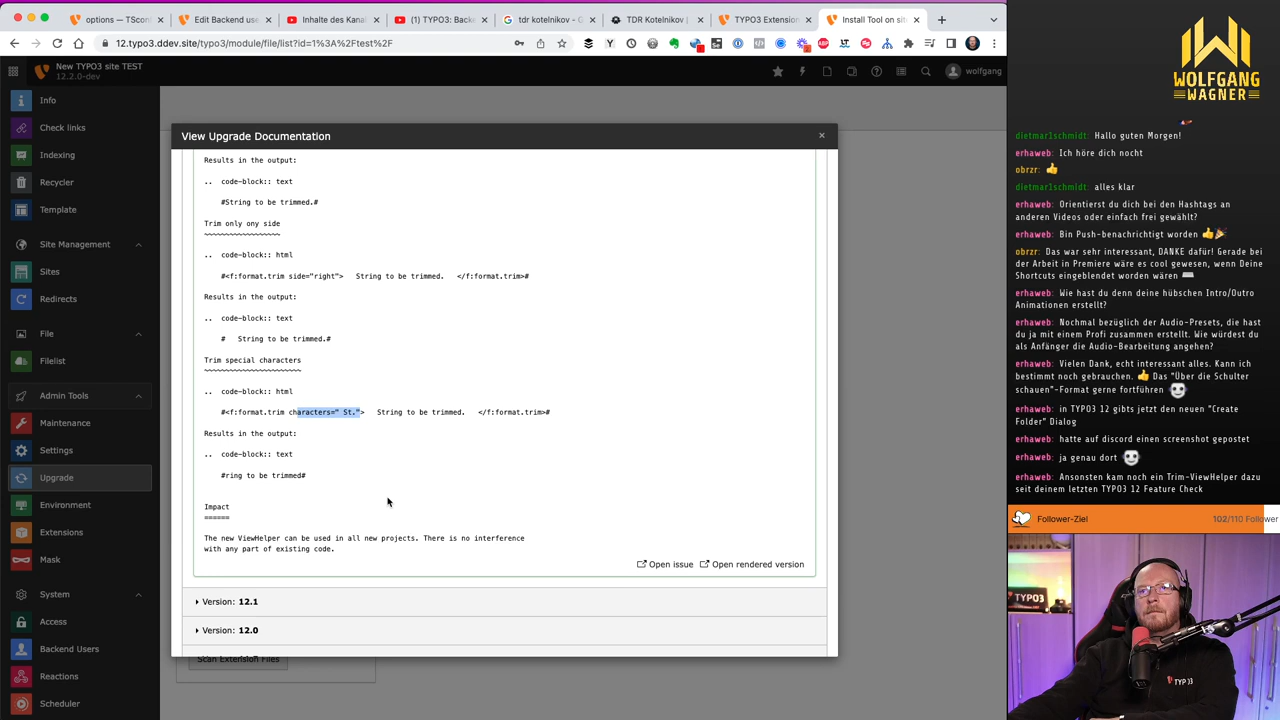 options — TScon
Edit Backend use
Inhalte des Kanal
(1) TYPO3: Back
tdr kotelnikov - G
TDR Kotelnikov |
TYPO3 Extension
Install Tool on sit
12.typo3.ddev.site/typo3/module/file/list?id=1%3A%2Ftest%2F
New TYPO3 site TEST
12.2.0-dev
wolfgang
Info
Check links
Indexing
Recycler
Template
Site Management
Sites
Redirects
File
Filelist
Admin Tools
Maintenance
Settings
Upgrade
Environment
Extensions
Mask
System
Access
Backend Users
Reactions
Scheduler
View Upgrade Documentation
Results in the output:
.. code-block:: text
#String to be trimmed.#
Trim only ony side
~~~~~~~~~~~~~~~~~~
.. code-block:: html
#<f:format.trim side="right">   String to be trimmed.   </f:format.trim>#
Results in the output:
.. code-block:: text
#   String to be trimmed.#
Trim special characters
~~~~~~~~~~~~~~~~~~~~~~~
.. code-block:: html
#<f:format.trim characters=" St.">   String to be trimmed.   </f:format.trim>#
Results in the output:
.. code-block:: text
#ring to be trimmed#
Impact
======
The new ViewHelper can be used in all new projects. There is no interference
with any part of existing code.
Open issue
Open rendered version
Version: 12.1
Version: 12.0
Scan Extension Files
WOLFGANG
WAGNER
dietmar1schmidt: Hallo guten Morgen!
erhaweb: Ich höre dich nocht
obrzr:
dietmar1schmidt: alles klar
erhaweb: Orientierst du dich bei den Hashtags an
anderen Videos oder einfach frei gewählt?
erhaweb: Bin Push-benachrichtigt worden
obrzr: Das war sehr interessant, DANKE dafür! Gerade bei
der Arbeit in Premiere wäre es cool gewesen, wenn Deine
Shortcuts eingeblendet worden wären
erhaweb: Wie hast du denn deine hübschen Intro/Outro
Animationen erstellt?
erhaweb: Nochmal bezüglich der Audio-Presets, die hast
du ja mit einem Profi zusammen erstellt. Wie würdest du
als Anfänger die Audio-Bearbeitung angehen?
erhaweb: Vielen Dank, echt interessant alles. Kann ich
bestimmt noch gebrauchen. Das "Über die Schulter
schauen"-Format gerne fortführen
erhaweb: in TYPO3 12 gibts jetzt den neuen "Create
Folder" Dialog
erhaweb: hatte auf discord einen screenshot gepostet
erhaweb: ja genau dort
erhaweb: Ansonsten kam noch ein Trim-ViewHelper dazu
seit deinem letzten TYPO3 12 Feature Check
Follower-Ziel
102/110 Follower
TYPO3
TYPO3